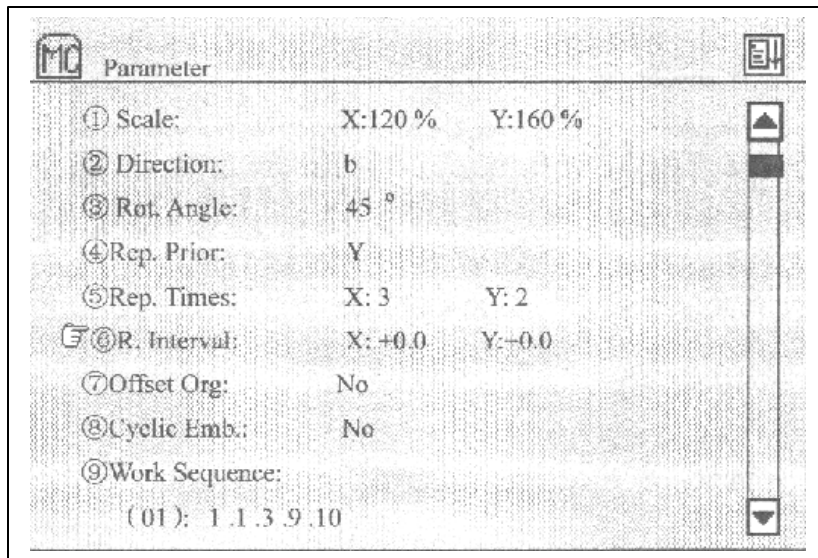 MC Parameter
① Scale: X:120 % Y:160 %
② Direction: b
③ Rot. Angle: 45 °
④Rep. Prior: Y
⑤Rep. Times: X: 3 Y: 2
⑥R. Interval: X: +0.0 Y:+0.0
⑦Offset Org: No
⑧Cyclic Emb.: No
⑨Work Sequence:
( 01 ): 1 .1 .3 .9 .10